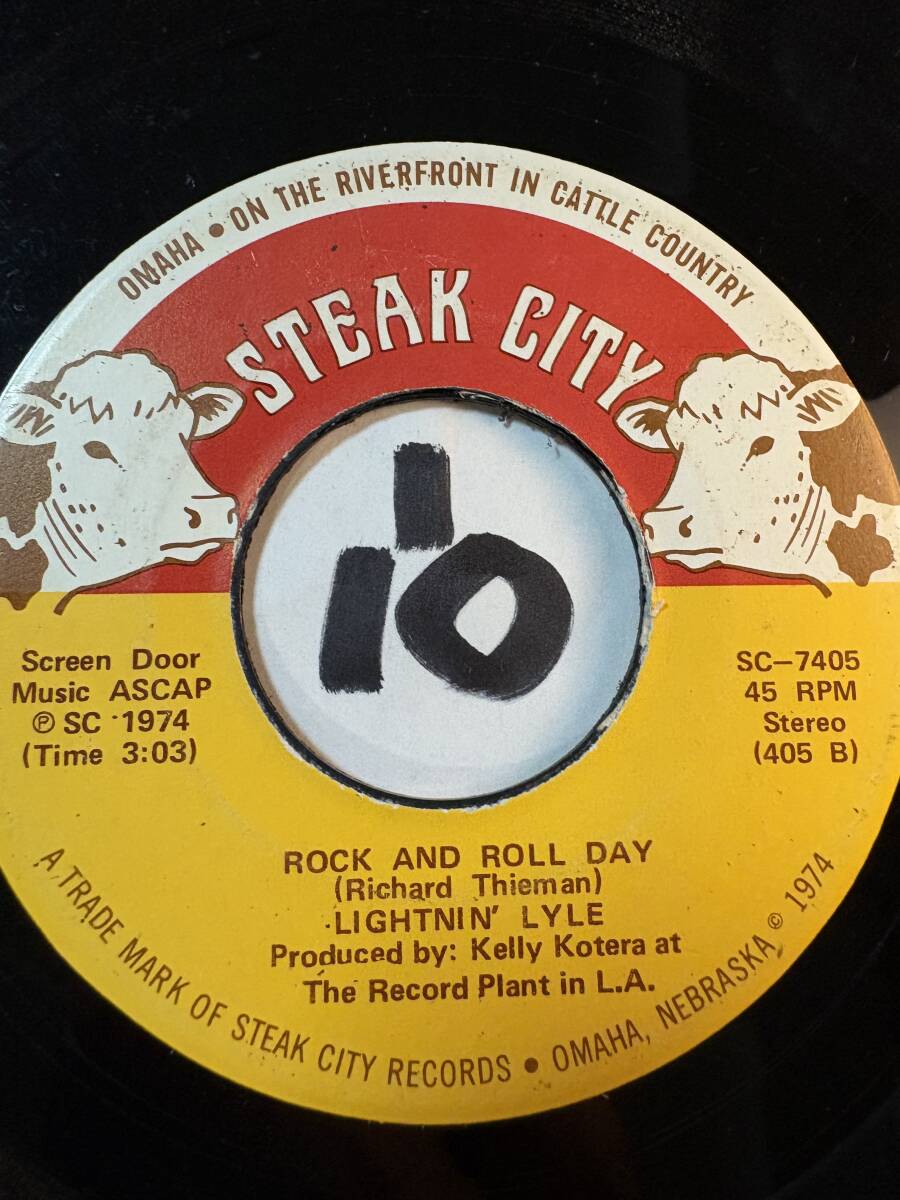 OMAHA • ON THE RIVERFRONT IN CATTLE COUNTRY
STEAK CITY
Screen Door
Music ASCAP
℗ SC 1974
(Time 3:03)
SC-7405
45 RPM
Stereo
(405 B)
ROCK AND ROLL DAY
(Richard Thieman)
LIGHTNIN' LYLE
Produced by: Kelly Kotera at
The Record Plant in L.A.
A TRADE MARK OF STEAK CITY RECORDS • OMAHA, NEBRASKA © 1974